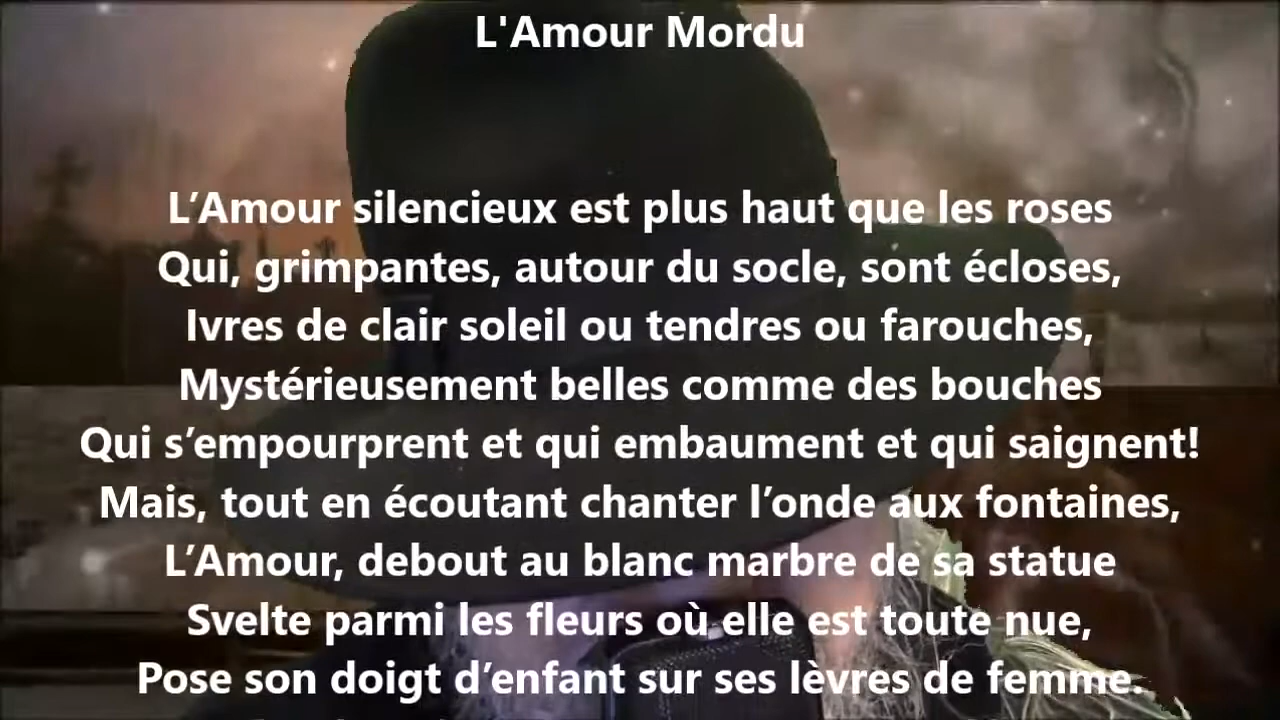 L'Amour Mordu
L’Amour silencieux est plus haut que les roses
Qui, grimpantes, autour du socle, sont écloses,
Ivres de clair soleil ou tendres ou farouches,
Mystérieusement belles comme des bouches
Qui s’empourprent et qui embaument et qui saignent!
Mais, tout en écoutant chanter l’onde aux fontaines,
L’Amour, debout au blanc marbre de sa statue
Svelte parmi les fleurs où elle est toute nue,
Pose son doigt d’enfant sur ses lèvres de femme.